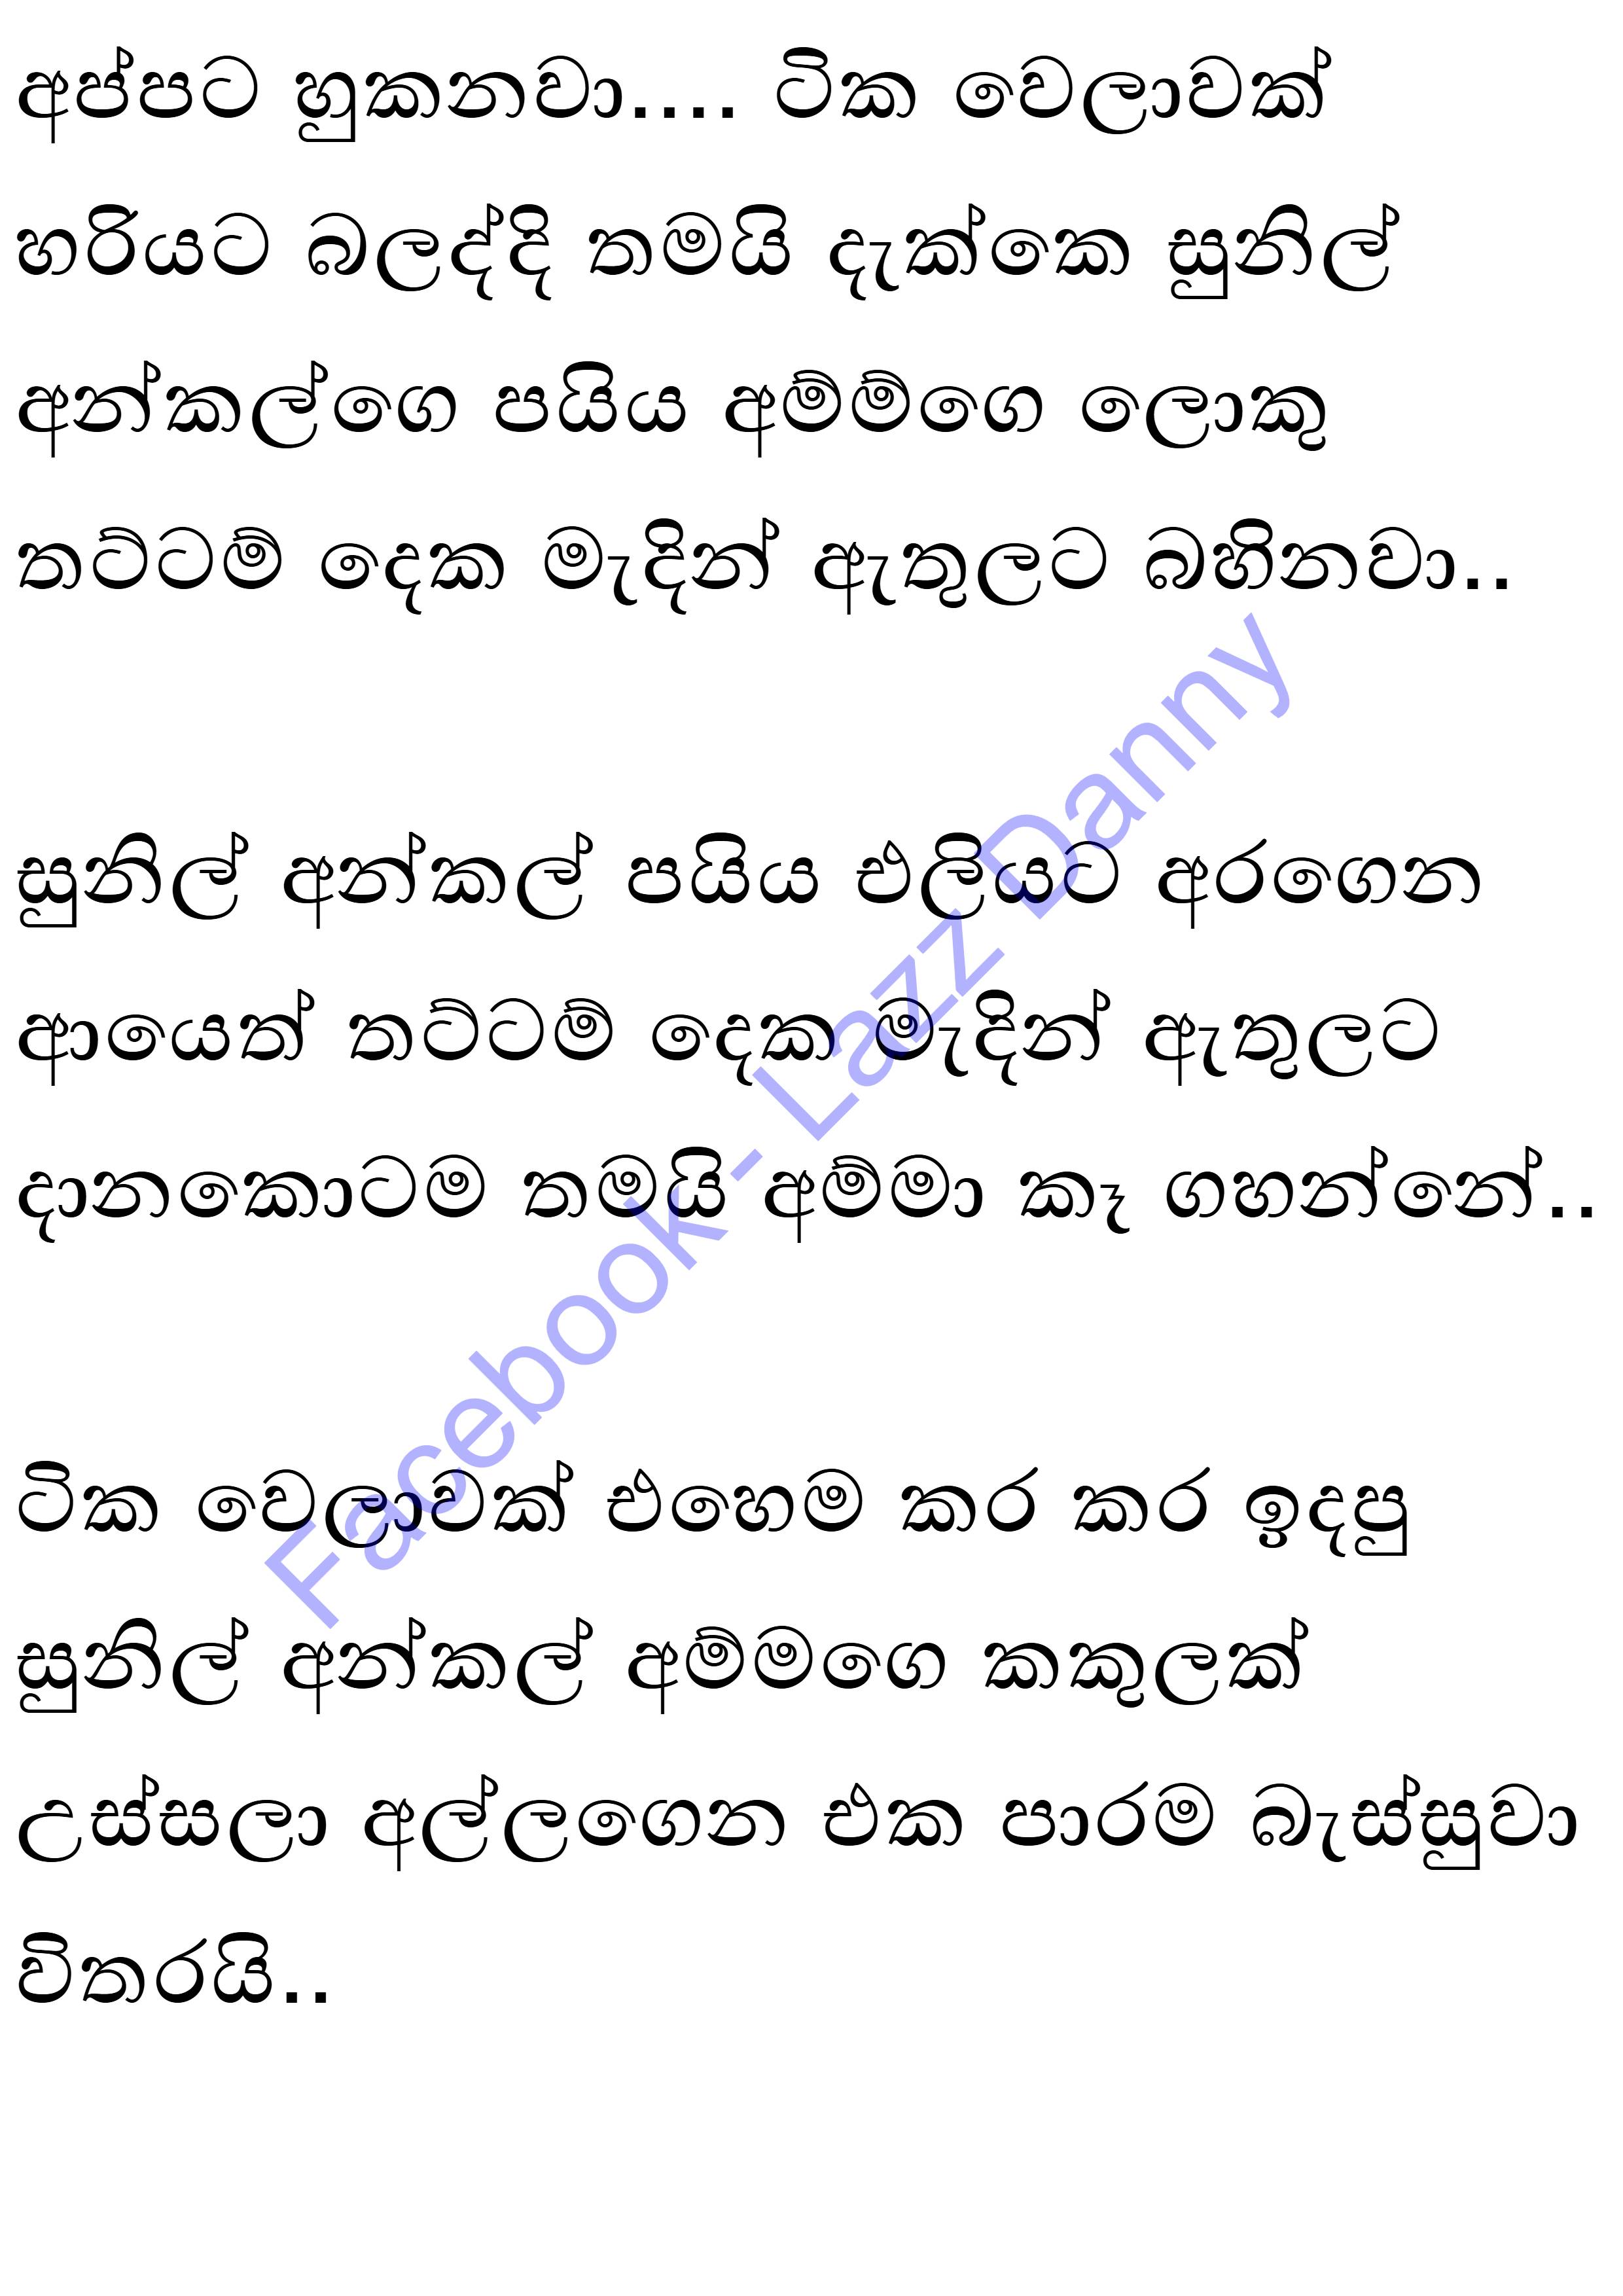 අප්පට හුකනවා.... ටික වෙලාවක්
හරියට බලද්දි තමයි දැක්කෙ සුනිල්
අන්කල්ගෙ පයිය අම්ම්ගෙ ලොකු
තට්ටම් දෙක මැදින් ඇතුලට බහිනවා..
සුනිල් අන්කල් පයිය එලියට අරගෙන
ආයෙත් තට්ටම් දෙක මැදින් ඇතුලට
දානකොටම තමයි අම්මා කෑ ගහන්නේ..
ටික වෙලාවක් එහෙම කර කර ඉදපු
සුනිල් අන්කල් අම්මගෙ කකුලක්
උස්සලා අල්ලගෙන එක පාරම බැස්සුවා
විතරයි..
Facebook - Lazz Danny